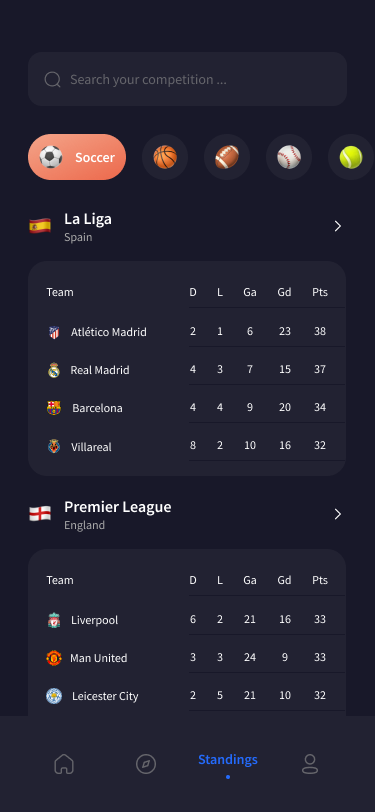 Search your competition ...
Soccer
La Liga
Spain
Team D L Ga Gd Pts
Atlético Madrid 2 1 6 23 38
Real Madrid 4 3 7 15 37
Barcelona 4 4 9 20 34
Villareal 8 2 10 16 32
Premier League
England
Team D L Ga Gd Pts
Liverpool 6 2 21 16 33
Man United 3 3 24 9 33
Leicester City 2 5 21 10 32
Standings